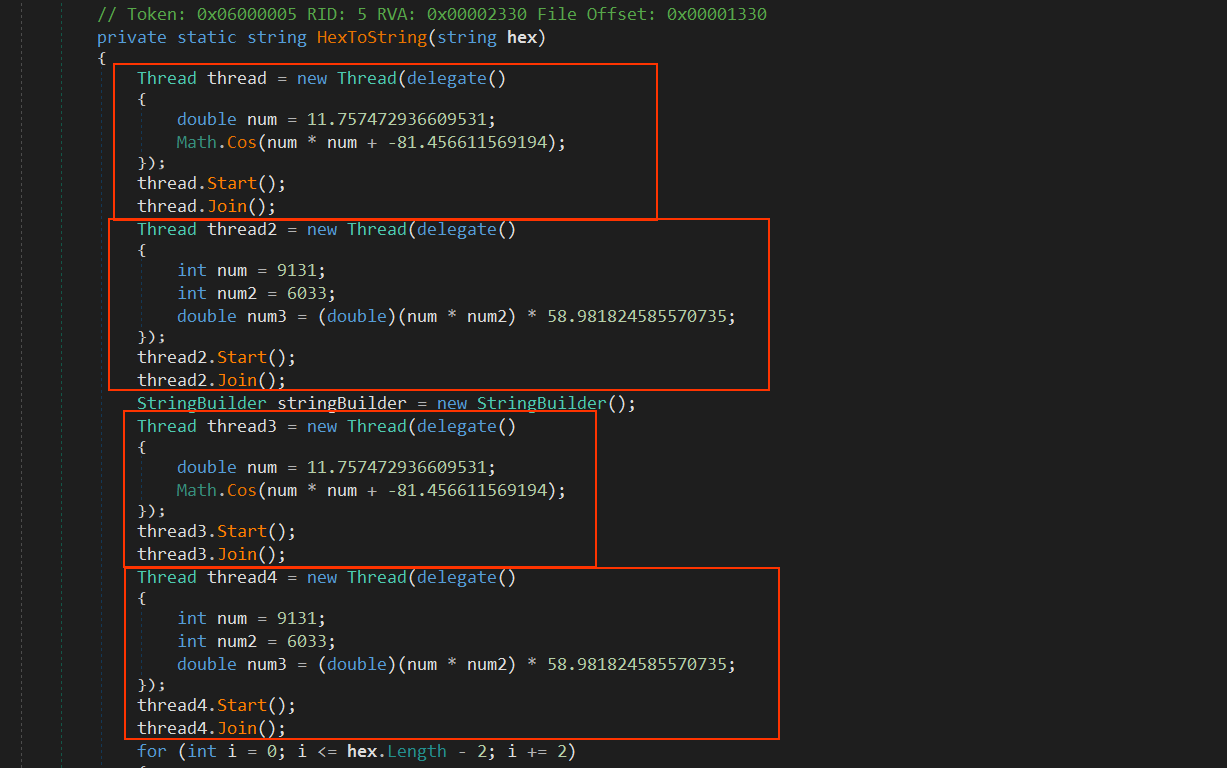 // Token: 0x06000005 RID: 5 RVA: 0x00002330 File Offset: 0x00001330
private static string HexToString(string hex)
{
Thread thread = new Thread(delegate()
{
double num = 11.757472936609531;
Math.Cos(num * num + -81.456611569194);
});
thread.Start();
thread.Join();
Thread thread2 = new Thread(delegate()
{
int num = 9131;
int num2 = 6033;
double num3 = (double)(num * num2) * 58.981824585570735;
});
thread2.Start();
thread2.Join();
StringBuilder stringBuilder = new StringBuilder();
Thread thread3 = new Thread(delegate()
{
double num = 11.757472936609531;
Math.Cos(num * num + -81.456611569194);
});
thread3.Start();
thread3.Join();
Thread thread4 = new Thread(delegate()
{
int num = 9131;
int num2 = 6033;
double num3 = (double)(num * num2) * 58.981824585570735;
});
thread4.Start();
thread4.Join();
for (int i = 0; i <= hex.Length - 2; i += 2)